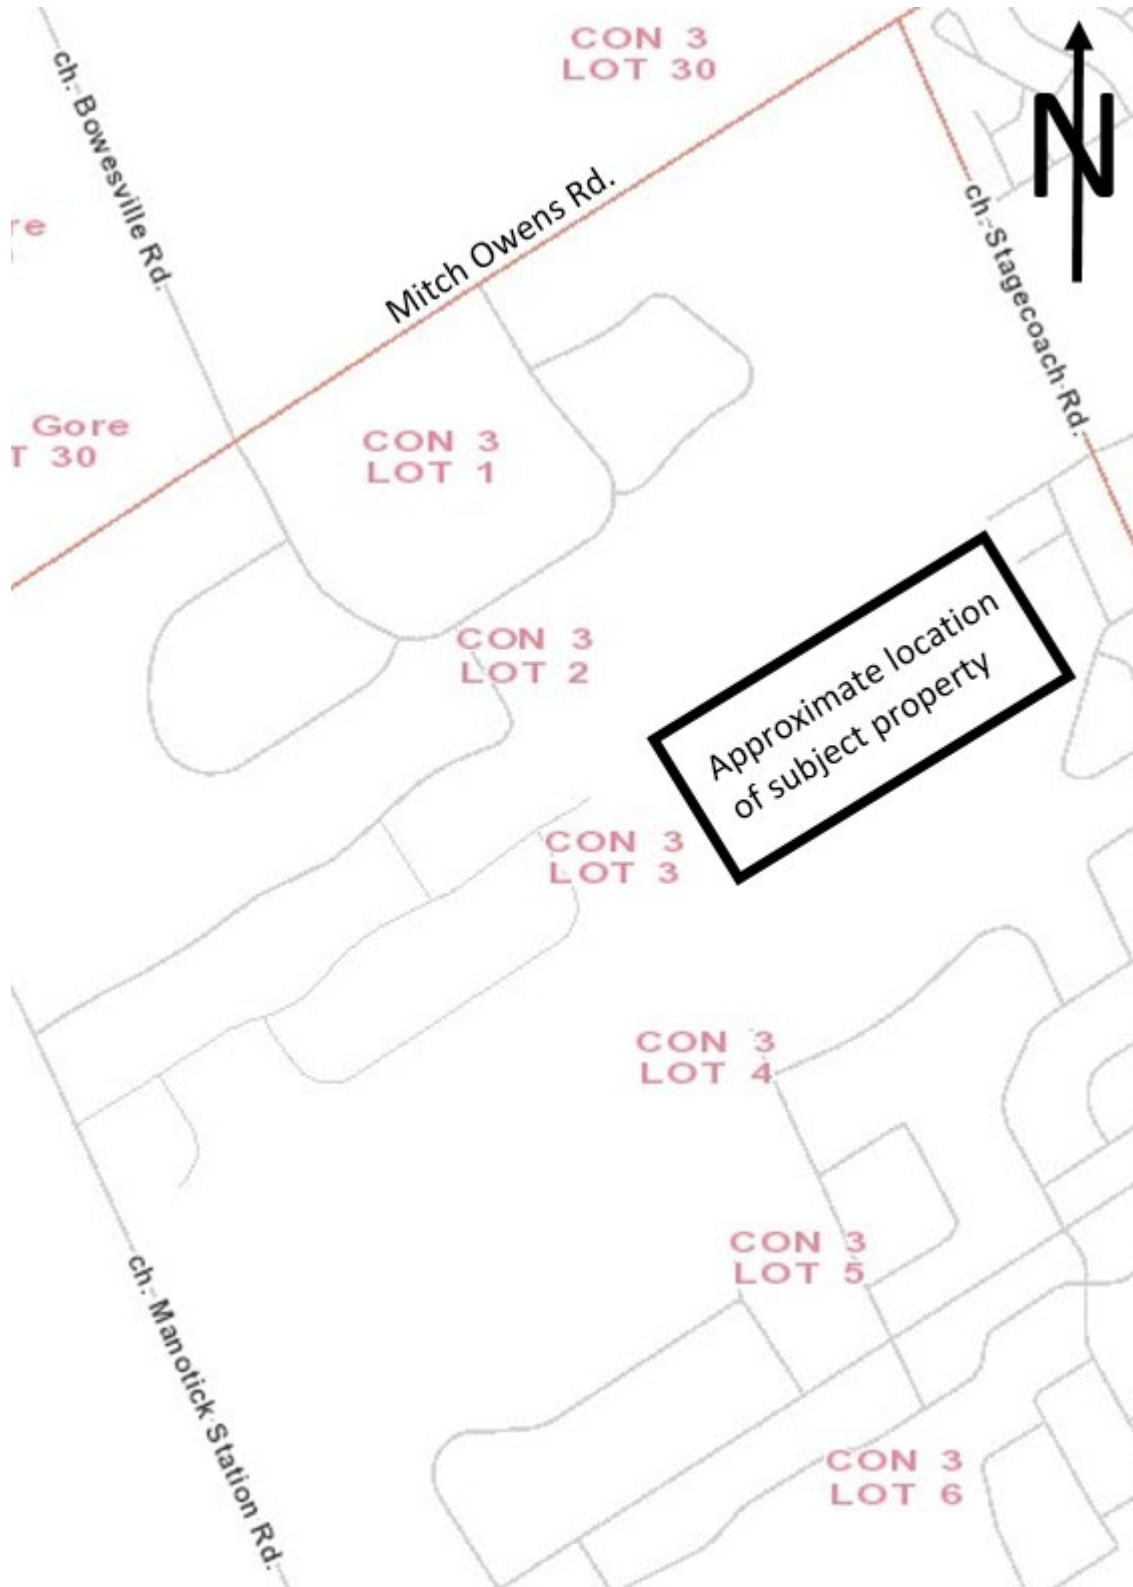 CON 3
LOT 30
ch. Bowesville Rd.
N
Mitch Owens Rd.
ch. Stagecoach Rd.
re
Gore
T 30
CON 3
LOT 1
CON 3
LOT 2
Approximate location
of subject property
CON 3
LOT 3
CON 3
LOT 4
CON 3
LOT 5
ch. Manotick Station Rd.
CON 3
LOT 6